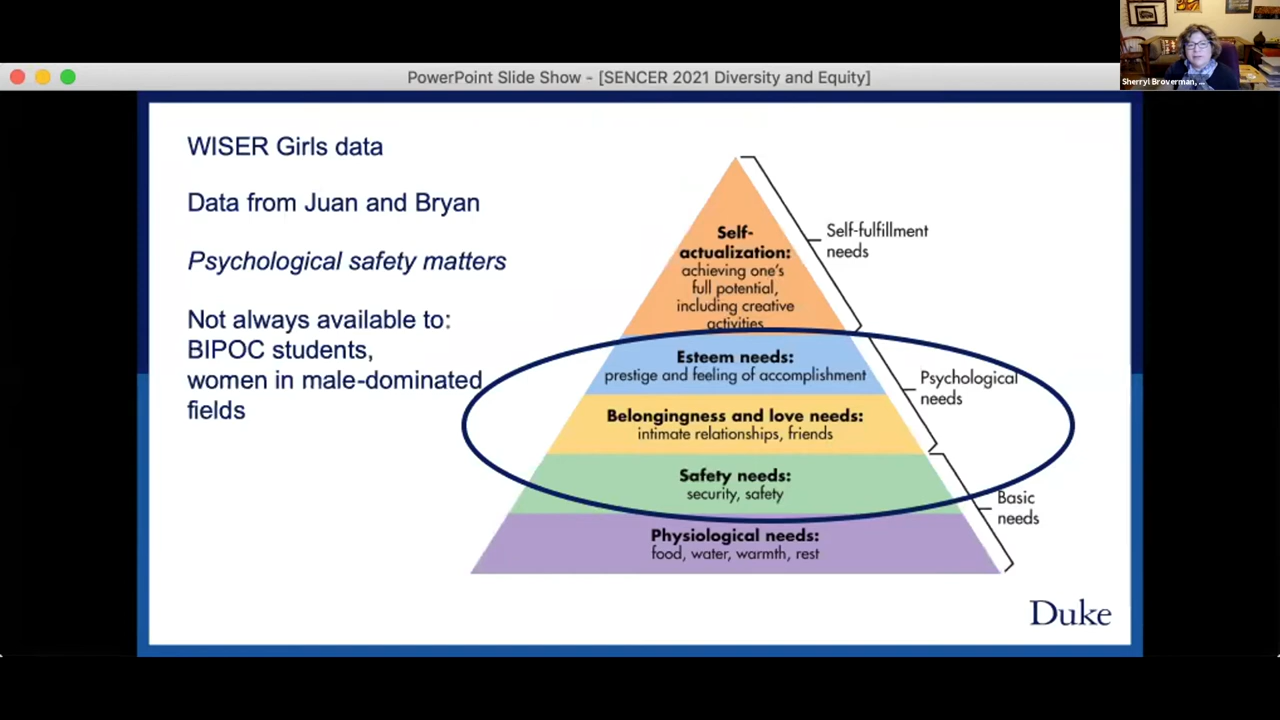 Sherryl Broverman, ...
PowerPoint Slide Show - [SENCER 2021 Diversity and Equity]
WISER Girls data
Data from Juan and Bryan
Psychological safety matters
Not always available to:
BIPOC students,
women in male-dominated
fields
Self-
actualization:
achieving one's
full potential,
including creative
activities
Self-fulfillment
needs
Esteem needs:
prestige and feeling of accomplishment
Belongingness and love needs:
intimate relationships, friends
Psychological
needs
Safety needs:
security, safety
Physiological needs:
food, water, warmth, rest
Basic
needs
Duke